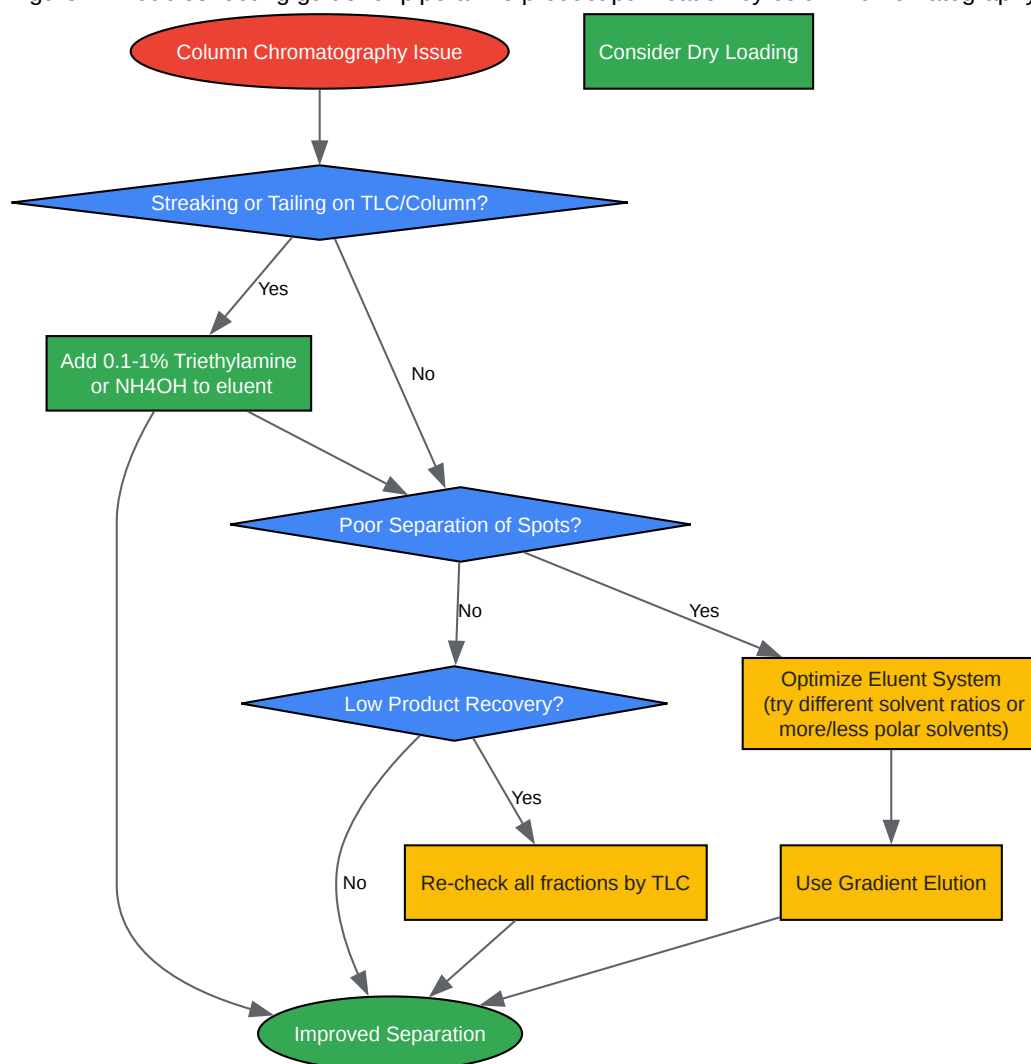 Column Chromatography Issue
Consider Dry Loading
Streaking or Tailing on TLC/Column?
Yes
No
Add 0.1-1% Triethylamine
or NH4OH to eluent
Poor Separation of Spots?
No
Yes
Low Product Recovery?
Optimize Eluent System
(try different solvent ratios or
more/less polar solvents)
Yes
No
Re-check all fractions by TLC
Use Gradient Elution
Improved Separation